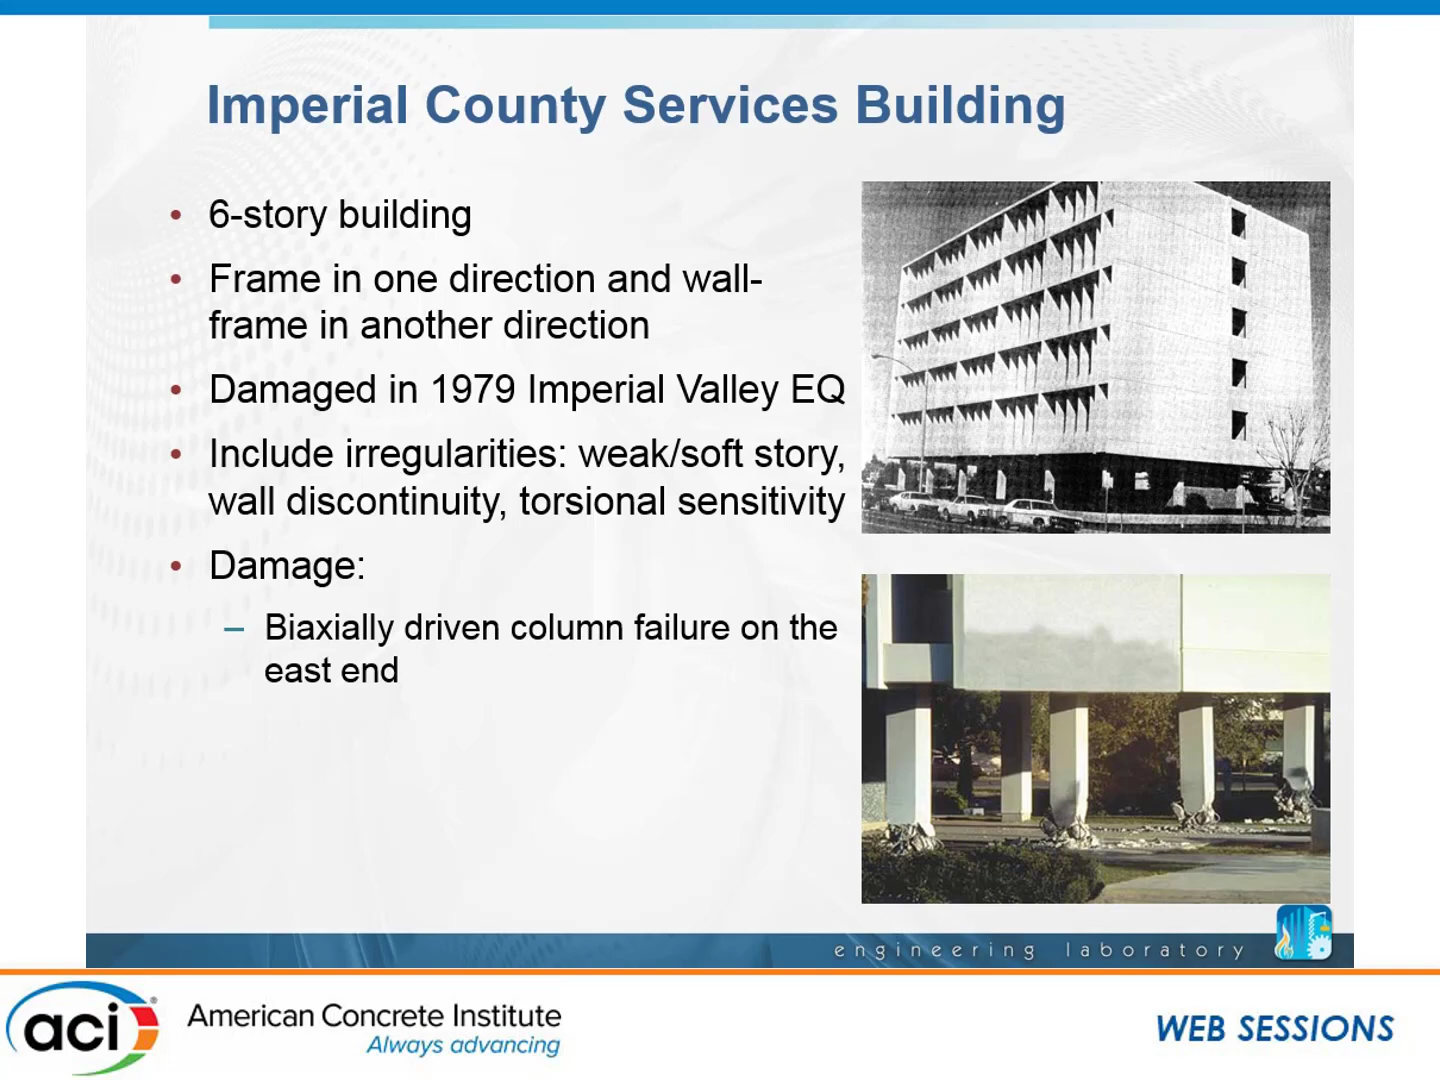 Imperial County Services Building
• 6-story building
• Frame in one direction and wall-
frame in another direction
• Damaged in 1979 Imperial Valley EQ
• Include irregularities: weak/soft story,
wall discontinuity, torsional sensitivity
• Damage:
– Biaxially driven column failure on the
east end
engineering laboratory
aci®
American Concrete Institute
Always advancing
WEB SESSIONS